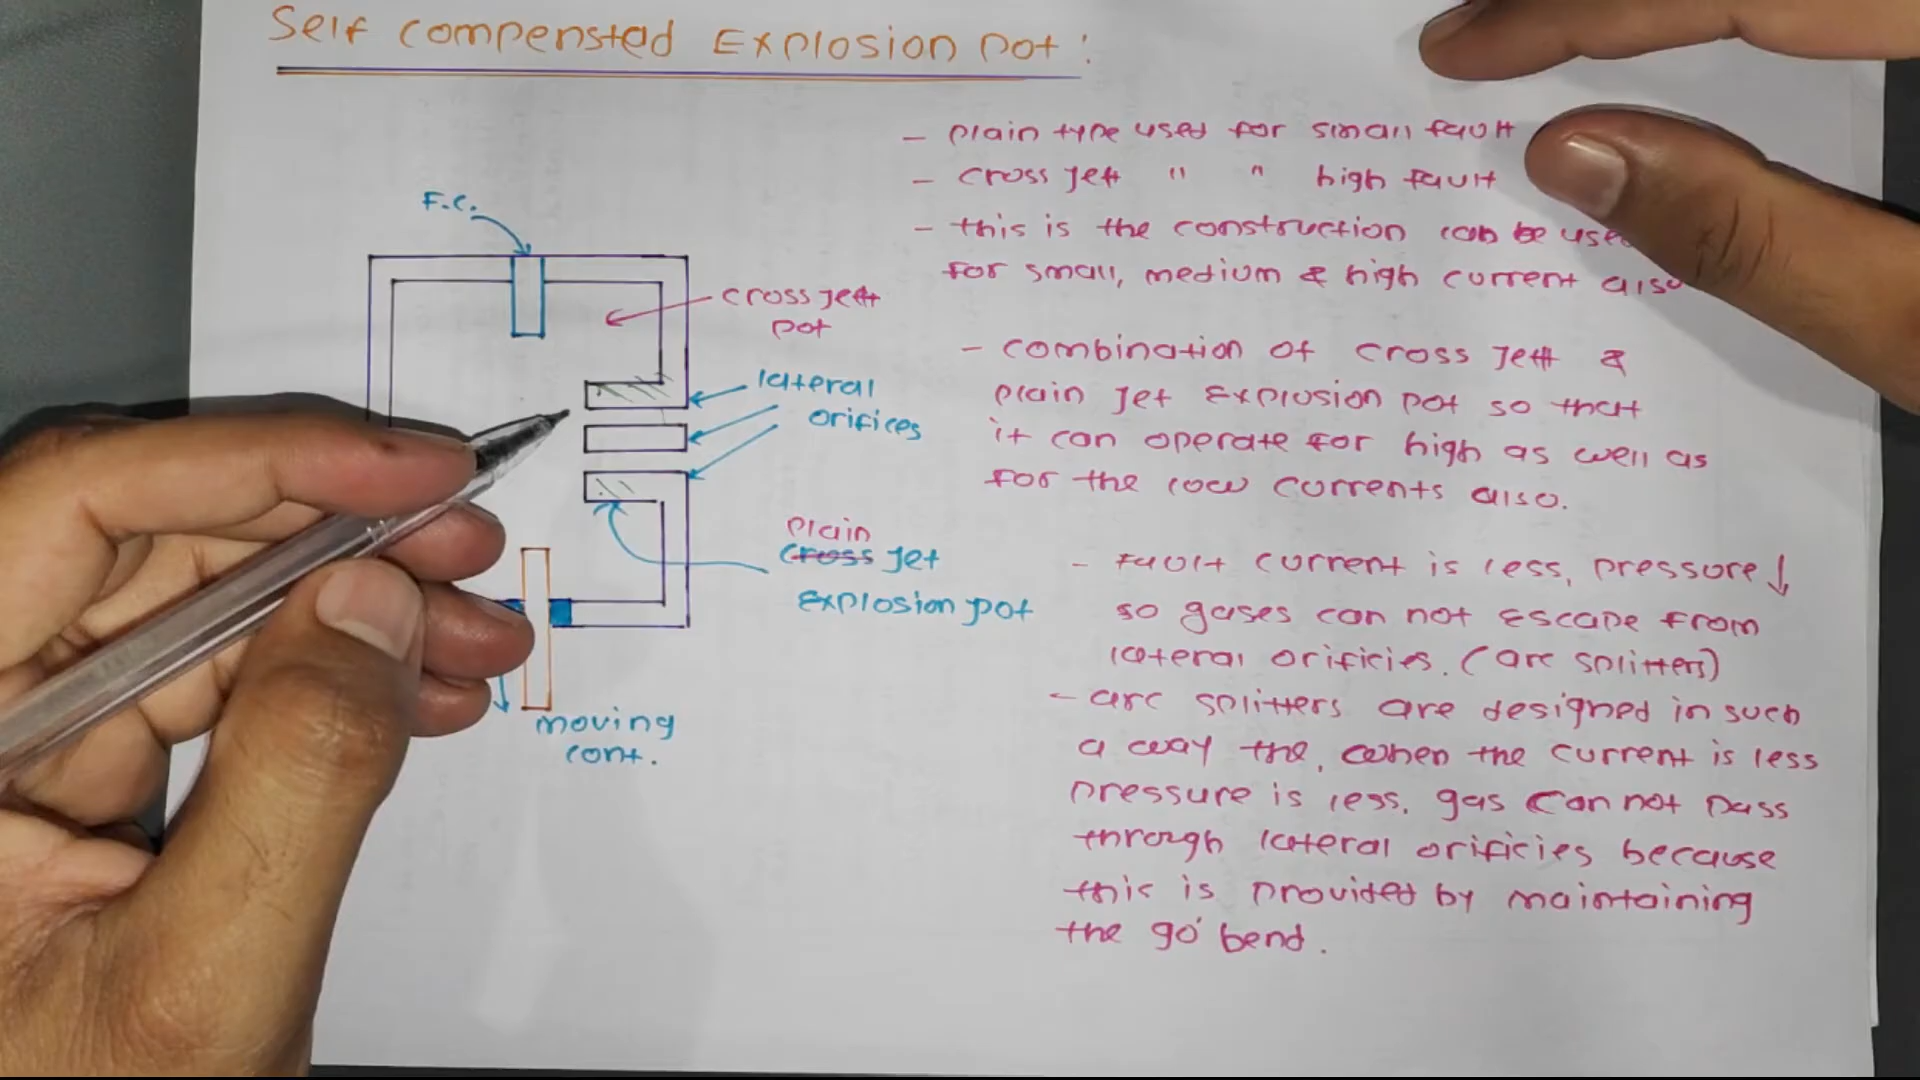 Self compensted Explosion pot :
F.C.
cross jett
pot
lateral
orifices
plain
cross jet
explosion pot
moving
cont.
- plain type used for small fault
- cross jett " " high fault
- this is the construction can be used
for small, medium & high current also
- combination of cross jett &
plain jet explosion pot so that
it can operate for high as well as
for the low currents also.
- fault current is less, pressure ↓
so gases can not escape from
lateral orificies. (arc splitters)
- arc splitters are designed in such
a way the, when the current is less
pressure is less, gas can not pass
through lateral orificies because
this is provided by maintaining
the 90° bend.